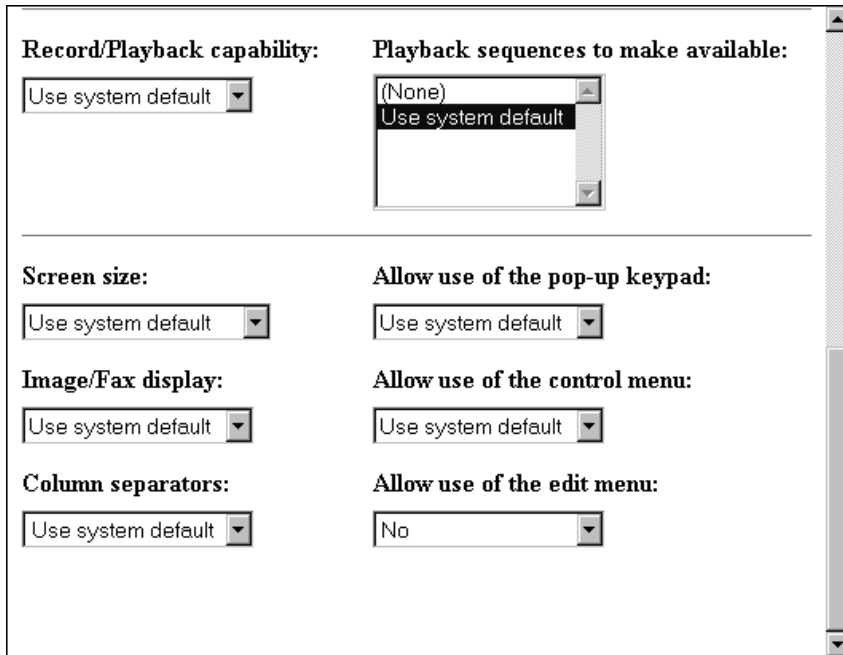 Record/Playback capability:
Use system default
Playback sequences to make available:
(None)
Use system default
Screen size:
Use system default
Allow use of the pop-up keypad:
Use system default
Image/Fax display:
Use system default
Allow use of the control menu:
Use system default
Column separators:
Use system default
Allow use of the edit menu:
No